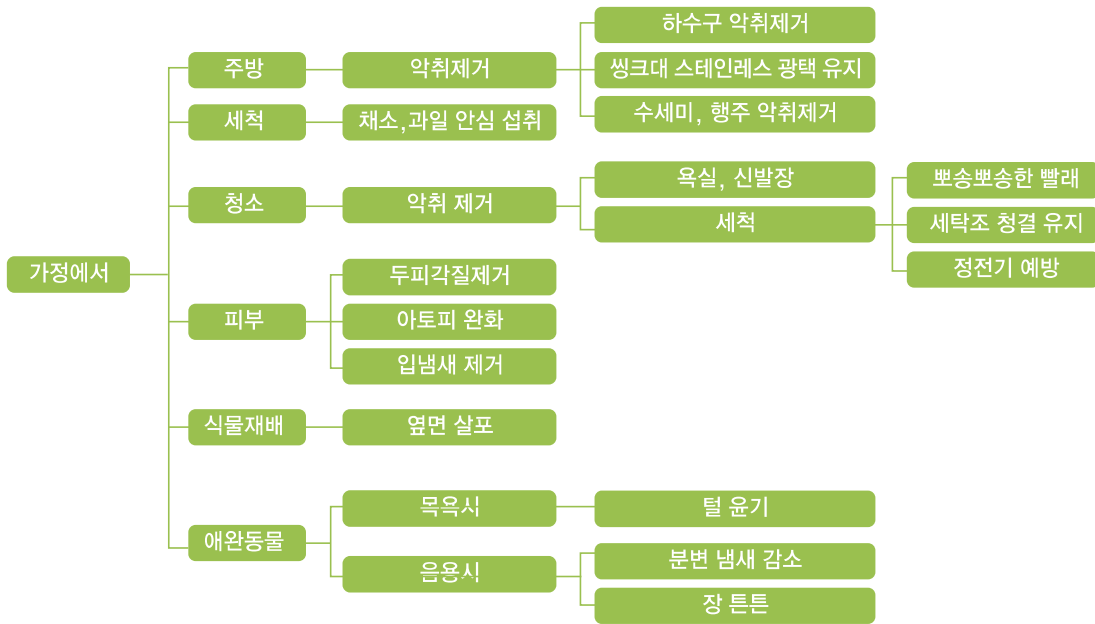 가정에서
주방
악취제거
하수구 악취제거
씽크대 스테인레스 광택 유지
수세미, 행주 악취제거
세척
채소,과일 안심 섭취
청소
악취 제거
욕실, 신발장
세척
뽀송뽀송한 빨래
세탁조 청결 유지
정전기 예방
피부
두피각질제거
아토피 완화
입냄새 제거
식물재배
옆면 살포
애완동물
목욕시
털 윤기
음용시
분변 냄새 감소
장 튼튼